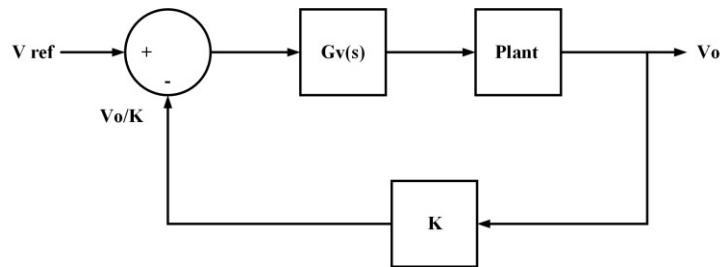 V ref
+
-
Gv(s)
Plant
Vo
Vo/K
K